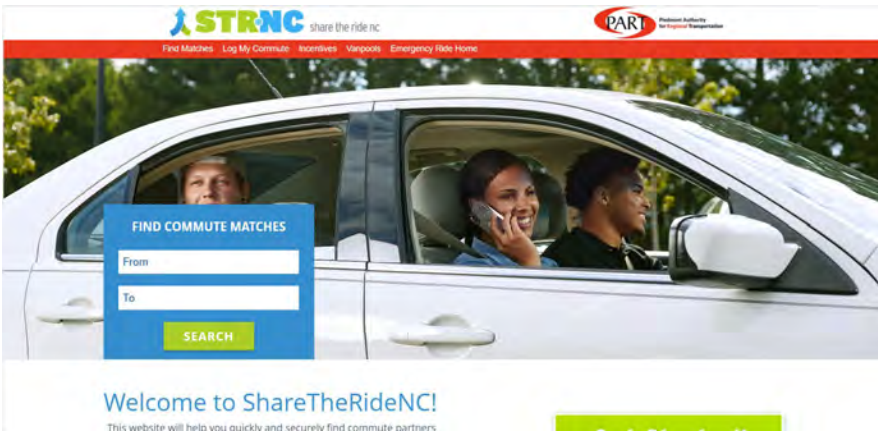 STRNC share the ride nc
PART Piedmont Authority
for Regional Transportation
Find Matches Log My Commute Incentives Vanpools Emergency Ride Home
FIND COMMUTE MATCHES
From
To
SEARCH
Welcome to ShareTheRideNC!
This website will help you quickly and securely find commute partners